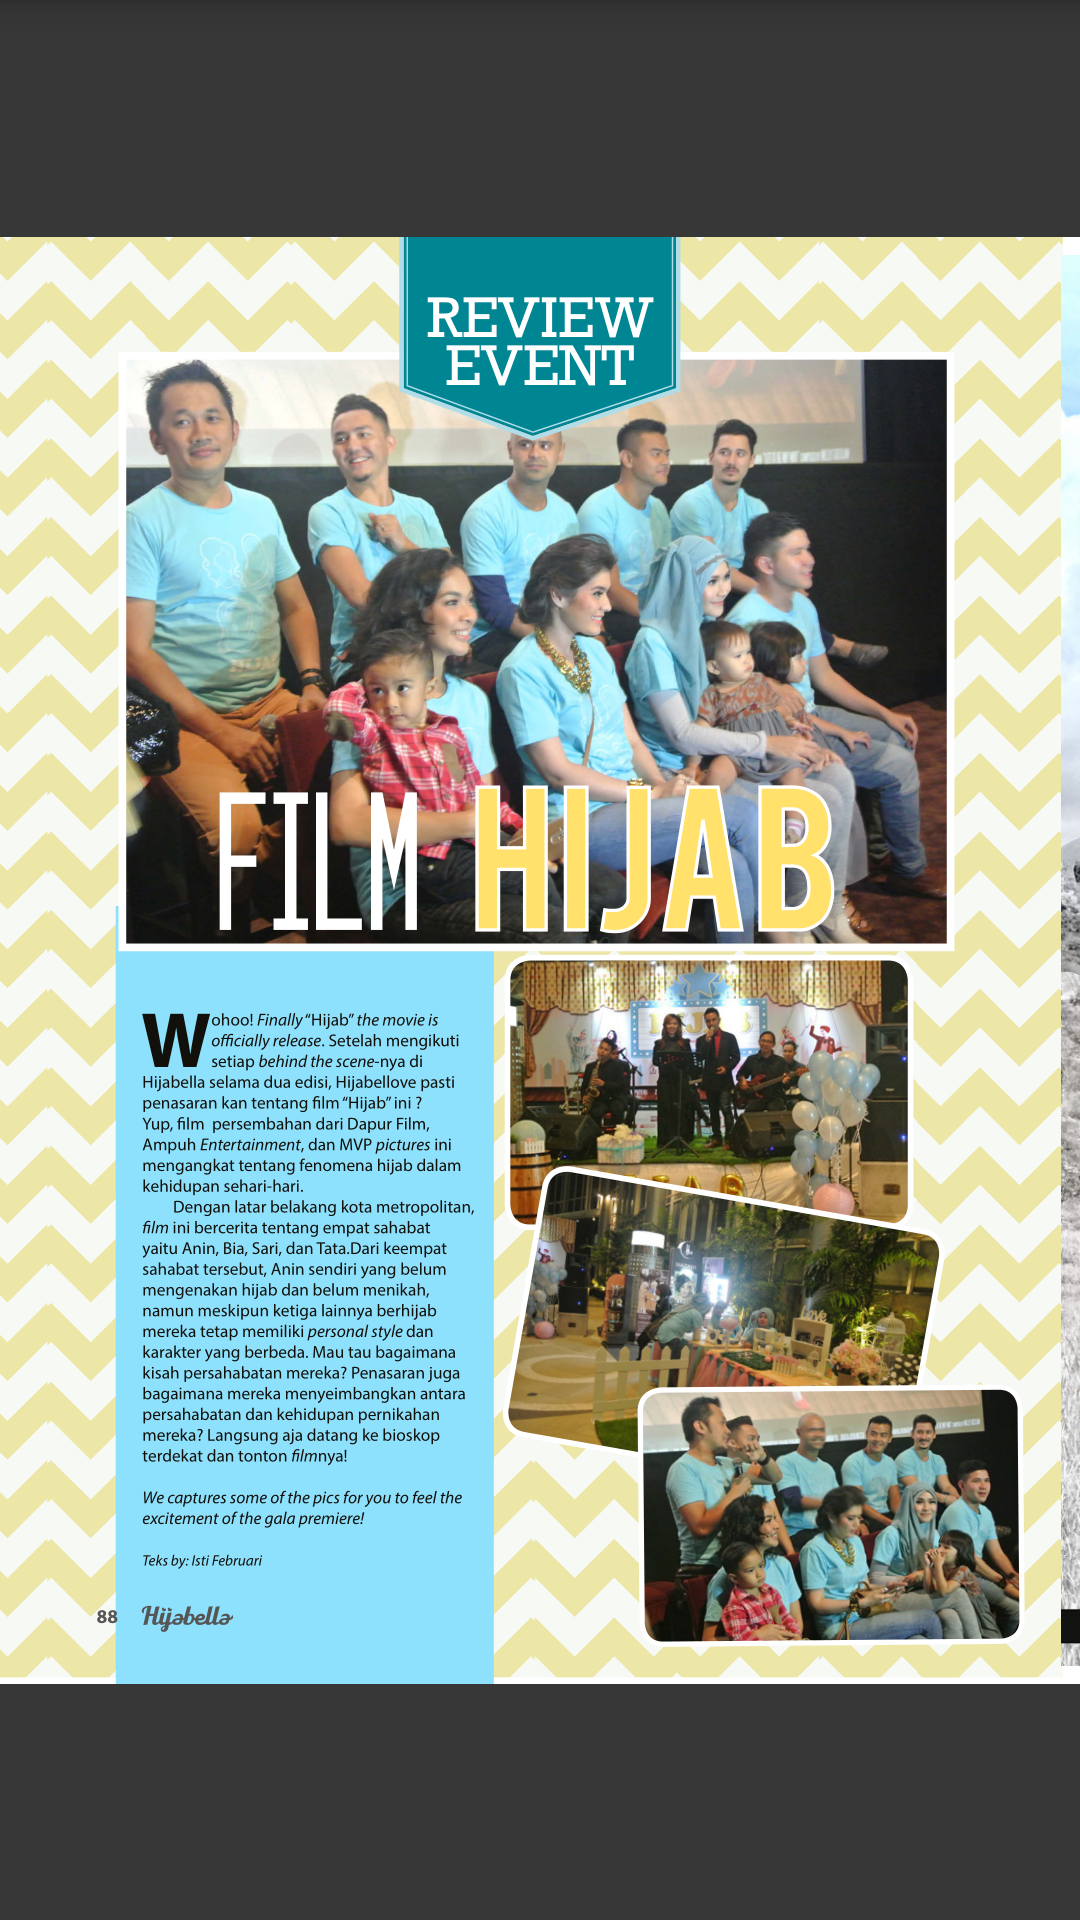 REVIEW
EVENT
FILM HIJAB
Wohoo! Finally “Hijab” the movie is
officially release. Setelah mengikuti
setiap behind the scene-nya di
Hijabella selama dua edisi, Hijabellove pasti
penasaran kan tentang film “Hijab” ini ?
Yup, film persembahan dari Dapur Film,
Ampuh Entertainment, dan MVP pictures ini
mengangkat tentang fenomena hijab dalam
kehidupan sehari-hari.
Dengan latar belakang kota metropolitan,
film ini bercerita tentang empat sahabat
yaitu Anin, Bia, Sari, dan Tata.Dari keempat
sahabat tersebut, Anin sendiri yang belum
mengenakan hijab dan belum menikah,
namun meskipun ketiga lainnya berhijab
mereka tetap memiliki personal style dan
karakter yang berbeda. Mau tau bagaimana
kisah persahabatan mereka? Penasaran juga
bagaimana mereka menyeimbangkan antara
persahabatan dan kehidupan pernikahan
mereka? Langsung aja datang ke bioskop
terdekat dan tonton filmnya!
We captures some of the pics for you to feel the
excitement of the gala premiere!
Teks by: Isti Februari
88 Hijabella